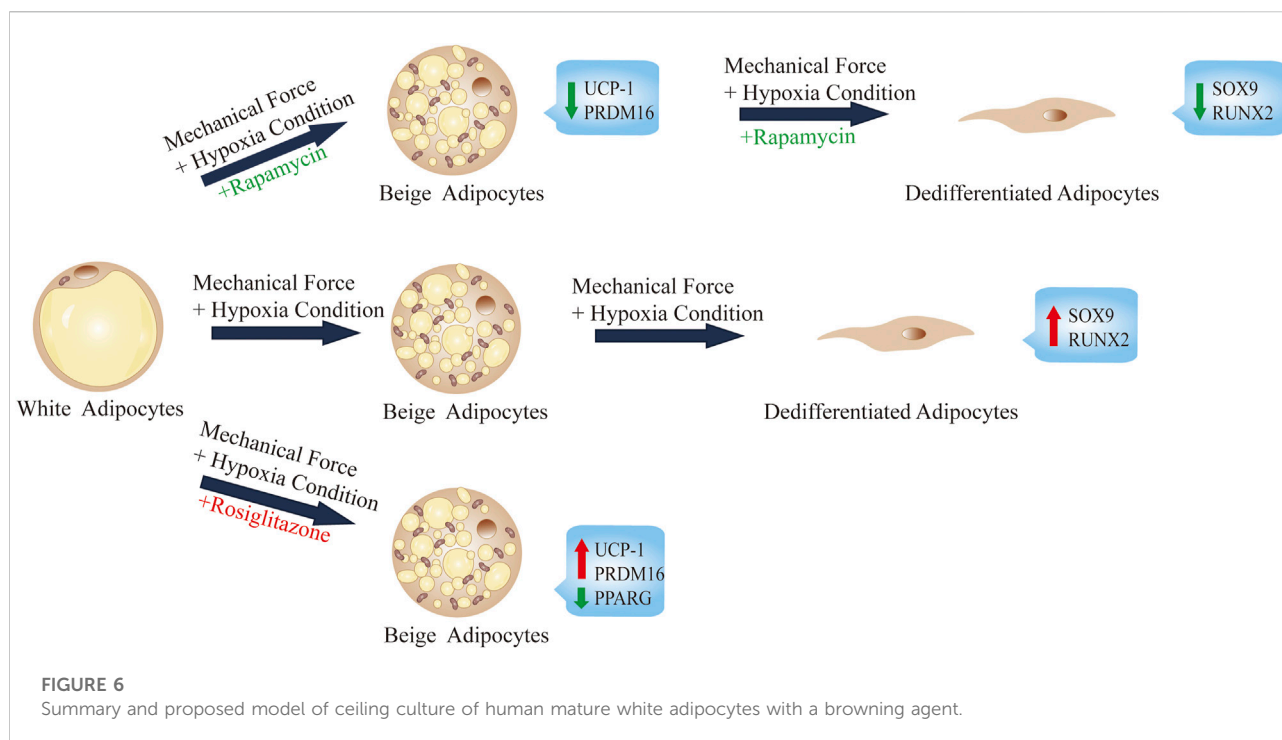 Mechanical Force
+ Hypoxia Condition
+Rapamycin
Beige Adipocytes
UCP-1
PRDM16
Mechanical Force
+ Hypoxia Condition
+Rapamycin
Dedifferentiated Adipocytes
SOX9
RUNX2
White Adipocytes
Mechanical Force
+ Hypoxia Condition
Beige Adipocytes
Mechanical Force
+ Hypoxia Condition
Dedifferentiated Adipocytes
SOX9
RUNX2
Mechanical Force
+ Hypoxia Condition
+Rosiglitazone
Beige Adipocytes
UCP-1
PRDM16
PPARG
FIGURE 6
Summary and proposed model of ceiling culture of human mature white adipocytes with a browning agent.